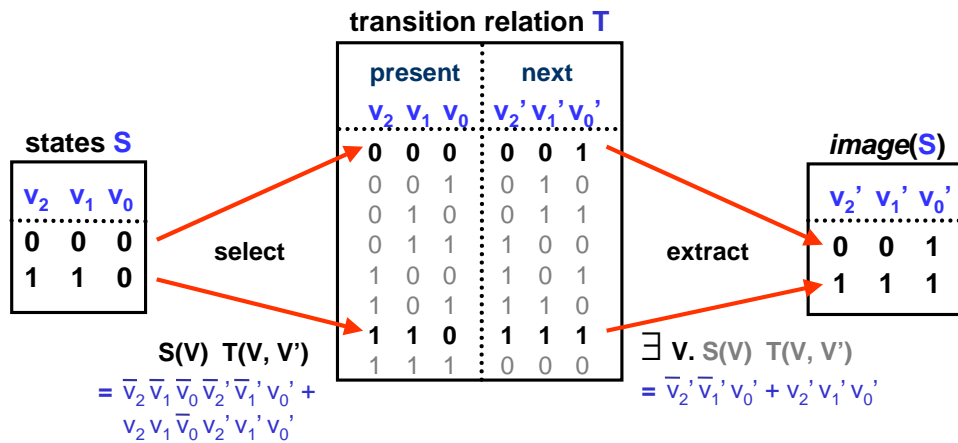 transition relation T
present next
v₂ v₁ v₀ v₂' v₁' v₀'
0 0 0 0 0 1
0 0 1 0 1 0
0 1 0 0 1 1
0 1 1 1 0 0
1 0 0 1 0 1
1 0 1 1 1 0
1 1 0 1 1 1
1 1 1 0 0 0
states S
v₂ v₁ v₀
0 0 0
1 1 0
select
extract
image(S)
v₂' v₁' v₀'
0 0 1
1 1 1
S(V) T(V, V')
= v̅₂ v̅₁ v̅₀ v̅₂' v̅₁' v₀' +
v₂ v₁ v̅₀ v₂' v₁' v₀'
∃ V. S(V) T(V, V')
= v̅₂' v̅₁' v₀' + v₂' v₁' v₀'